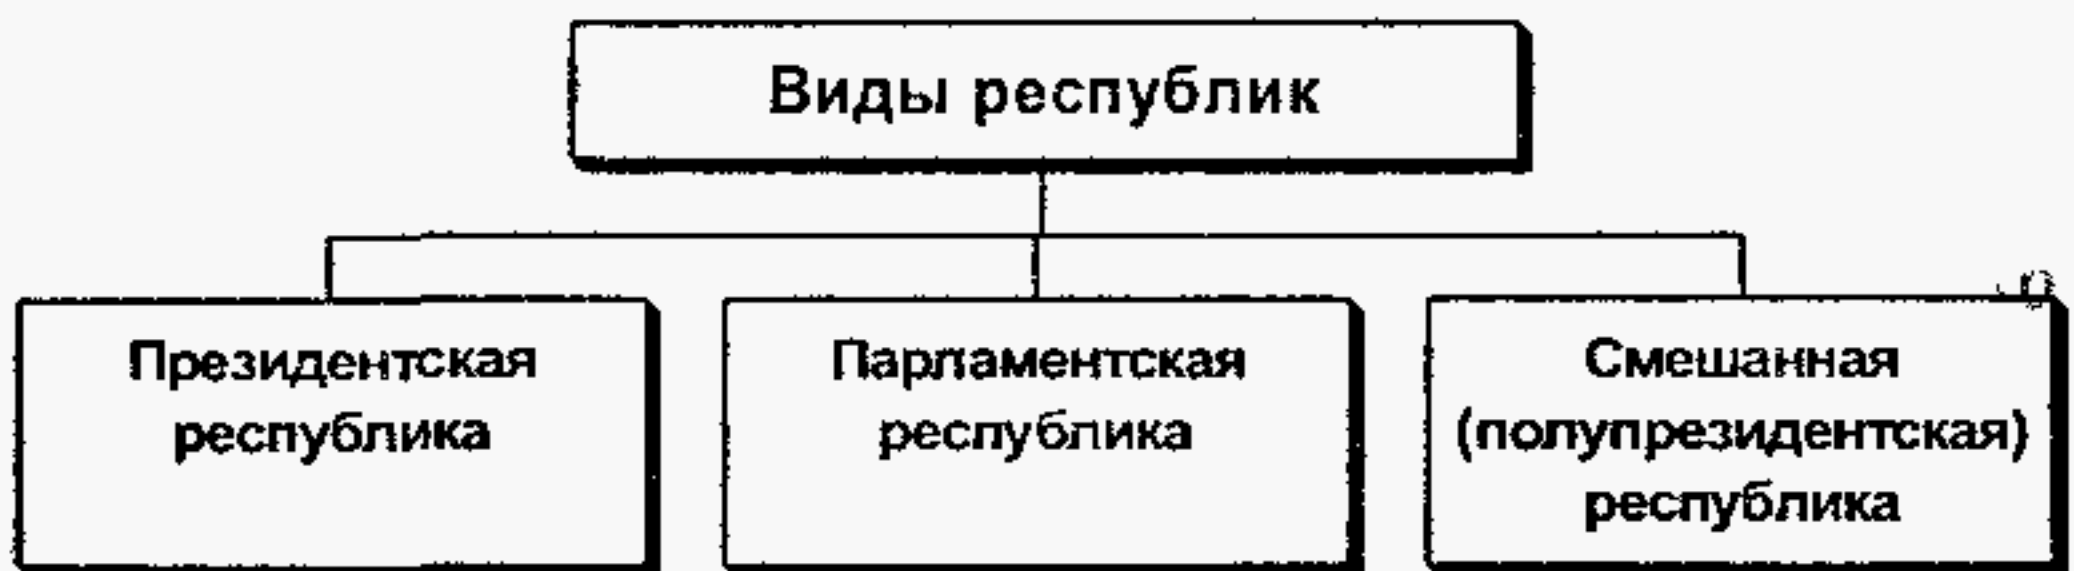 Виды республик
Президентская
республика
Парламентская
республика
Смешанная
(полупрезидентская)
республика